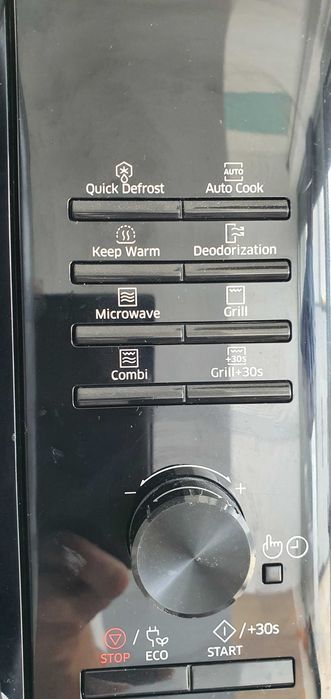 Quick Defrost
AUTO
Auto Cook
Keep Warm
Deodorization
Microwave
Grill
Combi
+30s
Grill+30s
- +
STOP / ECO
/+30s
START